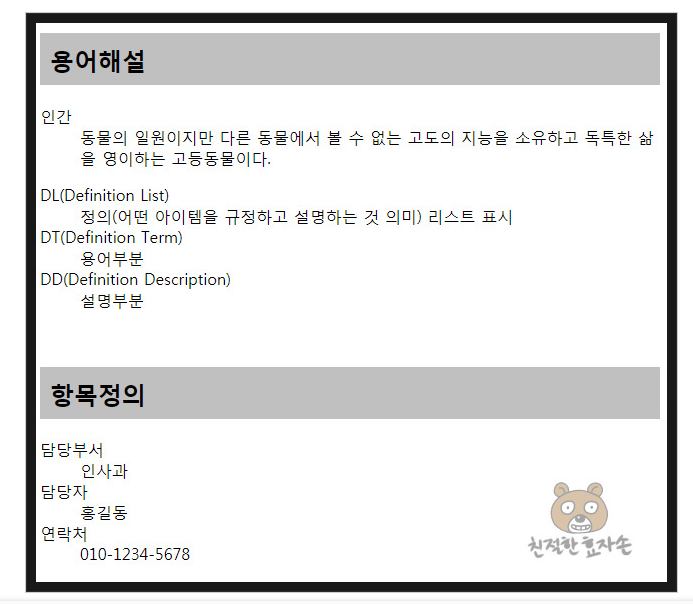 용어해설
인간
동물의 일원이지만 다른 동물에서 볼 수 없는 고도의 지능을 소유하고 독특한 삶
을 영이하는 고등동물이다.
DL(Definition List)
정의(어떤 아이템을 규정하고 설명하는 것 의미) 리스트 표시
DT(Definition Term)
용어부분
DD(Definition Description)
설명부분
항목정의
담당부서
인사과
담당자
홍길동
연락처
010-1234-5678
친절한 효자손